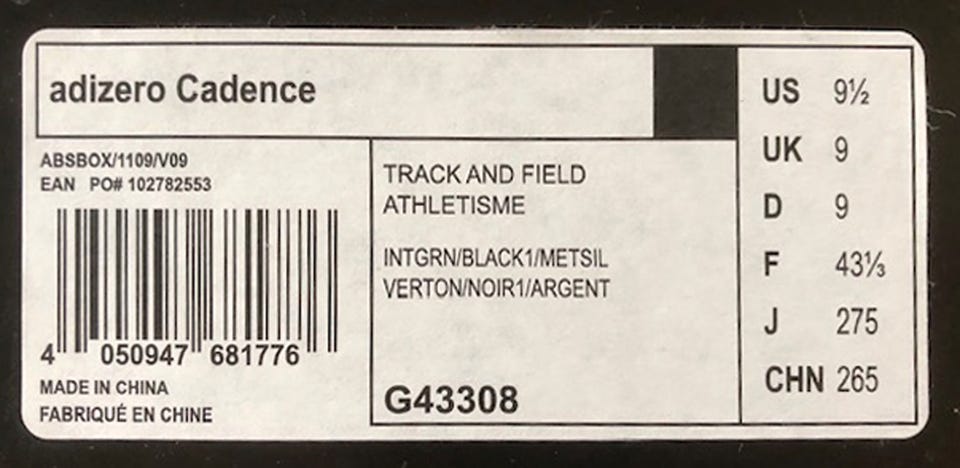 adizero Cadence
ABSBOX/1109/V09
EAN PO# 102782553
4 050947 681776
MADE IN CHINA
FABRIQUÉ EN CHINE
TRACK AND FIELD
ATHLETISME
INTGRN/BLACK1/METSIL
VERTON/NOIR1/ARGENT
G43308
US 9½
UK 9
D 9
F 43⅓
J 275
CHN 265